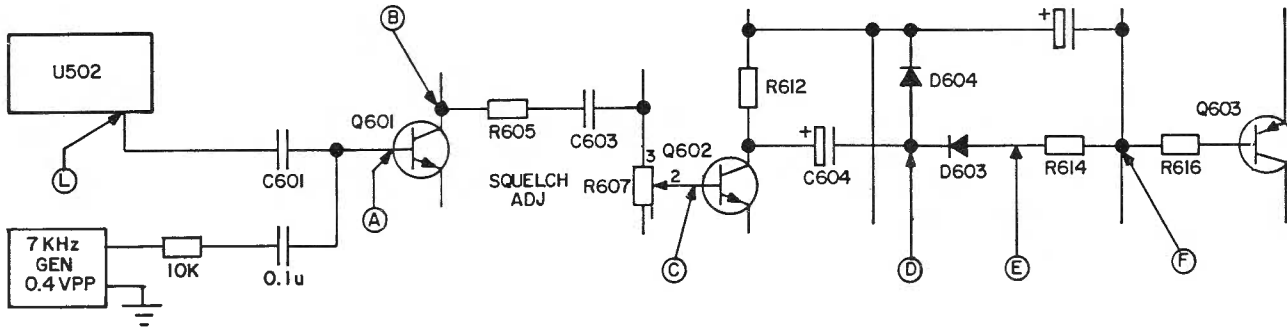 U502
L
C601
7 KHz
GEN
0.4 VPP
10K
0.1u
A
Q601
B
R605
C603
SQUELCH
ADJ
R607
3
2
Q602
C
R612
+
C604
D604
D
D603
E
R614
+
F
R616
Q603